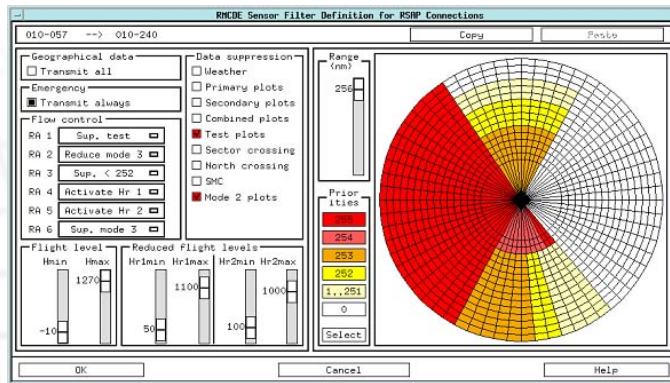 RMCDE Sensor Filter Definition for RSAP Connections
010-057 --> 010-240
Copy
Paste
Geographical data
Transmit all
Emergency
Transmit always
Flow control
RA 1 Sup. test
RA 2 Reduce mode 3
RA 3 Sup. < 252
RA 4 Activate Hr 1
RA 5 Activate Hr 2
RA 6 Sup. mode 3
Data suppression
Weather
Primary plots
Secondary plots
Combined plots
Test plots
Sector crossing
North crossing
SMC
Mode 2 plots
Flight level
Hmin Hmax
1270
-10
Reduced flight levels
Hr1min Hr1max Hr2min Hr2max
1100
1000
50
100
Range
(nm)
256
Prior
ities
255
254
253
252
1..251
0
Select
OK
Cancel
Help